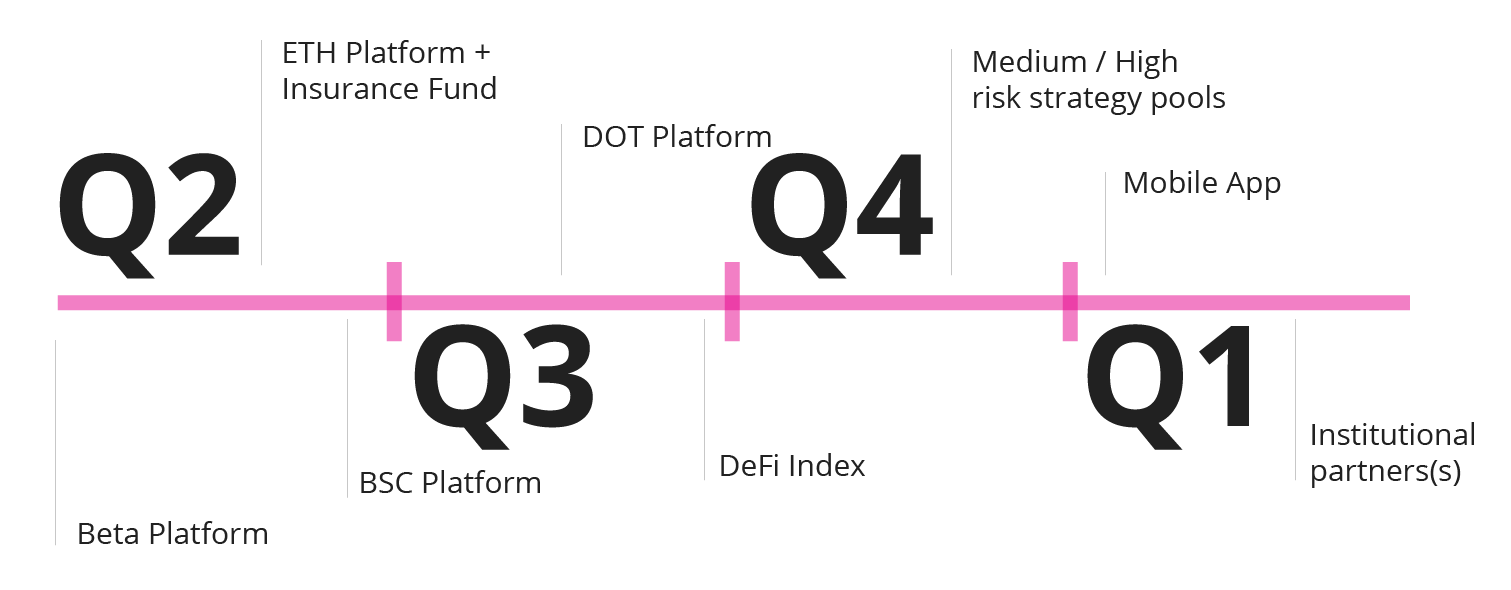 ETH Platform +
Insurance Fund
Medium / High
risk strategy pools
DOT Platform
Q2
Q4
Mobile App
Q3
Q1
Institutional
partners(s)
DeFi Index
BSC Platform
Beta Platform